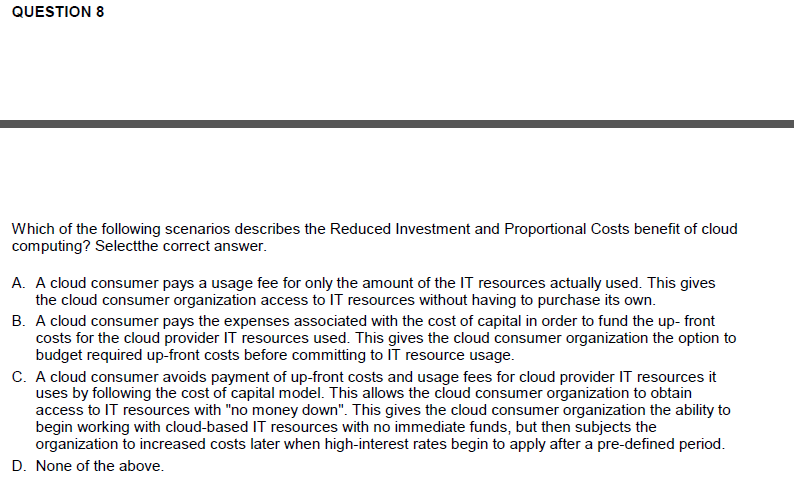 QUESTION 8
Which of the following scenarios describes the Reduced Investment and Proportional Costs benefit of cloud
computing? Selectthe correct answer.
A. A cloud consumer pays a usage fee for only the amount of the IT resources actually used. This gives
the cloud consumer organization access to IT resources without having to purchase its own.
B. A cloud consumer pays the expenses associated with the cost of capital in order to fund the up- front
costs for the cloud provider IT resources used. This gives the cloud consumer organization the option to
budget required up-front costs before committing to IT resource usage.
C. A cloud consumer avoids payment of up-front costs and usage fees for cloud provider IT resources it
uses by following the cost of capital model. This allows the cloud consumer organization to obtain
access to IT resources with "no money down". This gives the cloud consumer organization the ability to
begin working with cloud-based IT resources with no immediate funds, but then subjects the
organization to increased costs later when high-interest rates begin to apply after a pre-defined period.
D. None of the above.